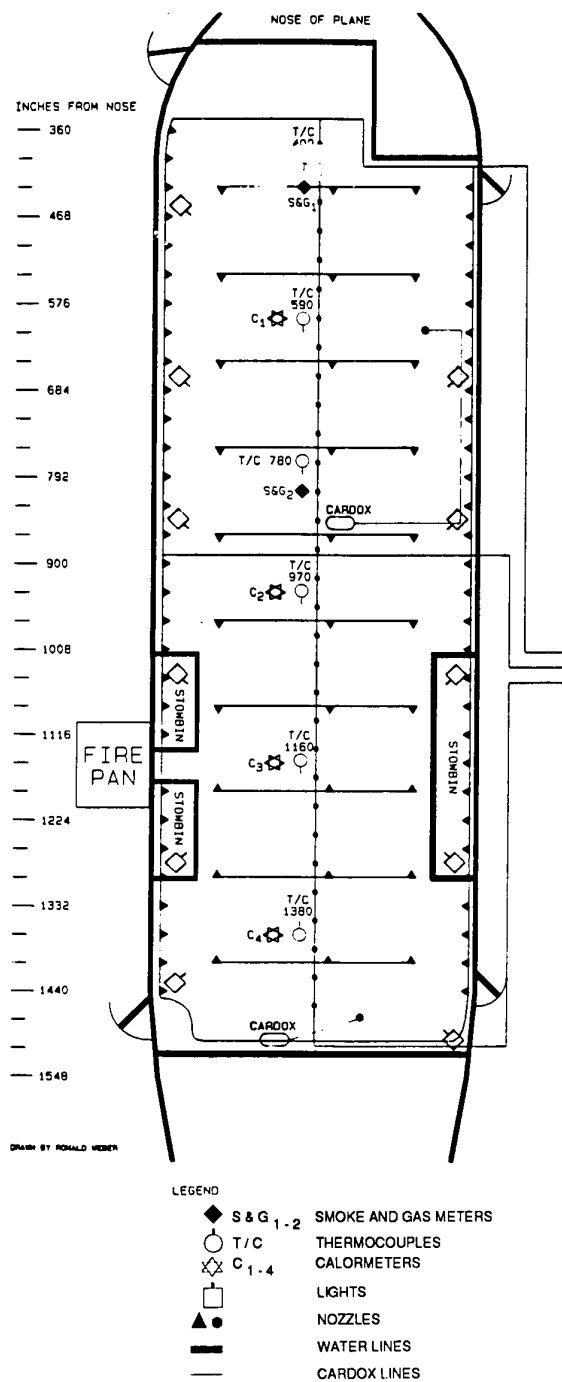 NOSE OF PLANE
INCHES FROM NOSE
360
468
576
684
792
900
1008
1116
1224
1332
1440
1548
T/C
S&G1
T/C
590
C1
T/C 780
S&G2
CARDOX
T/C
970
C2
STOWBIN
FIRE
PAN
T/C
1160
C3
STOWBIN
STOWBIN
T/C
1380
C4
CARDOX
DRAWN BY RONALD WEBER
LEGEND
S & G 1-2 SMOKE AND GAS METERS
T/C THERMOCOUPLES
C 1-4 CALORMETERS
LIGHTS
NOZZLES
WATER LINES
CARDOX LINES